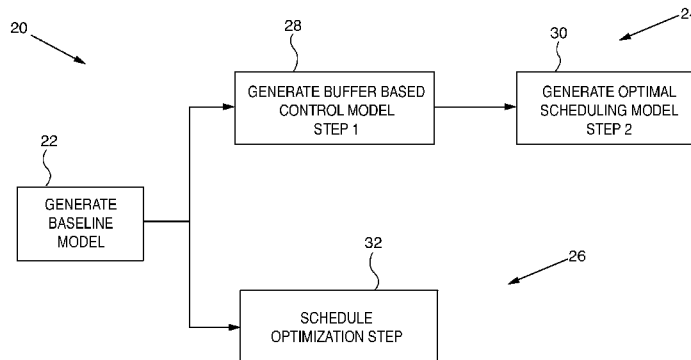 20
28
30
GENERATE BUFFER BASED
CONTROL MODEL
STEP 1
GENERATE OPTIMAL
SCHEDULING MODEL
STEP 2
22
GENERATE
BASELINE
MODEL
32
26
SCHEDULE
OPTIMIZATION STEP